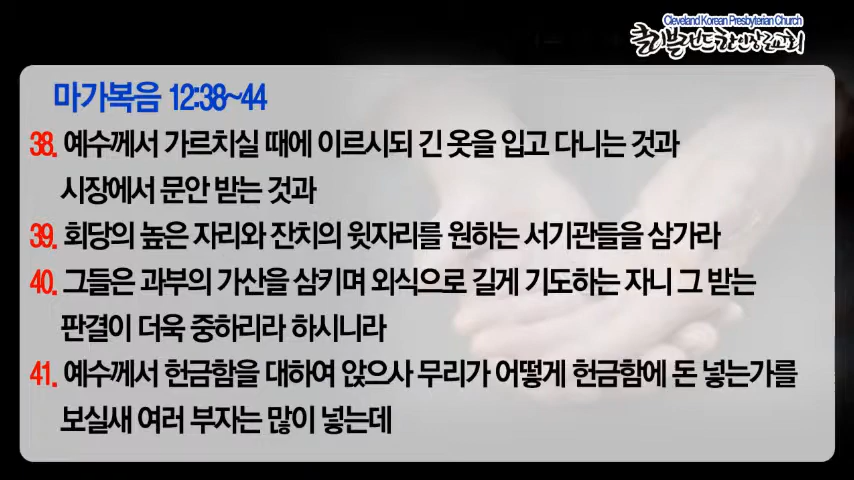 Cleveland Korean Presbyterian Church
클리블랜드 한인장로교회
마가복음 12:38~44
38. 예수께서 가르치실 때에 이르시되 긴 옷을 입고 다니는 것과
시장에서 문안 받는 것과
39. 회당의 높은 자리와 잔치의 윗자리를 원하는 서기관들을 삼가라
40. 그들은 과부의 가산을 삼키며 외식으로 길게 기도하는 자니 그 받는
판결이 더욱 중하리라 하시니라
41. 예수께서 헌금함을 대하여 앉으사 무리가 어떻게 헌금함에 돈 넣는가를
보실새 여러 부자는 많이 넣는데